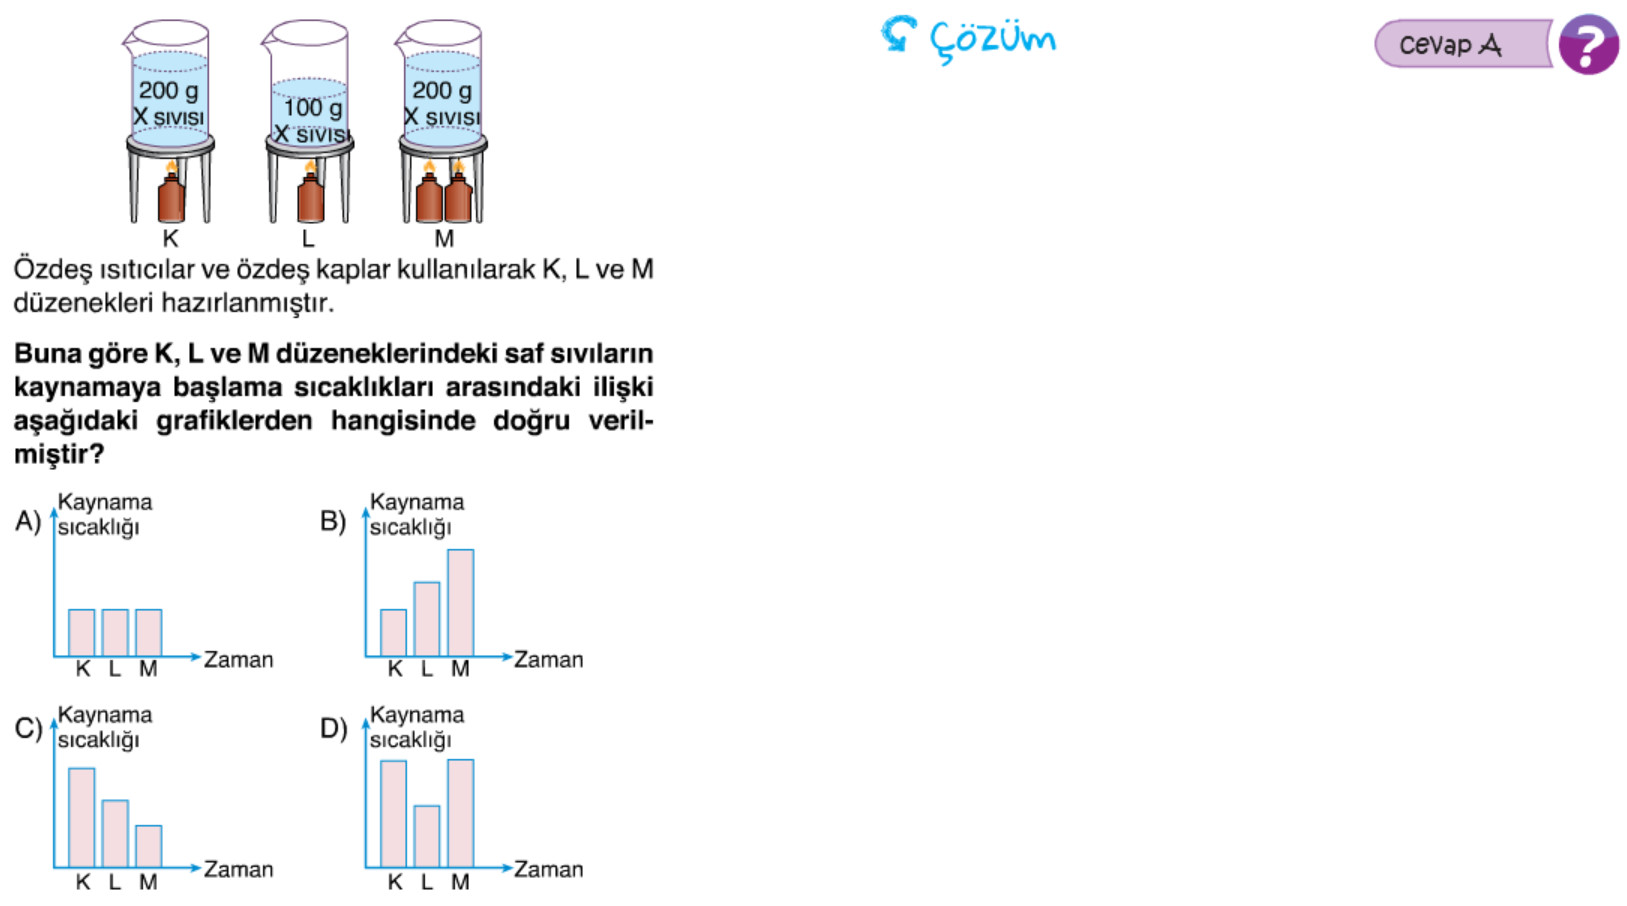 200 g
X sıvısı
100 g
X sıvısı
200 g
X sıvısı
K
L
M
Özdeş ısıtıcılar ve özdeş kaplar kullanılarak K, L ve M
düzenekleri hazırlanmıştır.
Buna göre K, L ve M düzeneklerindeki saf sıvıların
kaynamaya başlama sıcaklıkları arasındaki ilişki
aşağıdaki grafiklerden hangisinde doğru veril-
miştir?
A)
Kaynama
sıcaklığı
K L M
Zaman
B)
Kaynama
sıcaklığı
K L M
Zaman
C)
Kaynama
sıcaklığı
K L M
Zaman
D)
Kaynama
sıcaklığı
K L M
Zaman
Çözüm
Cevap A
?